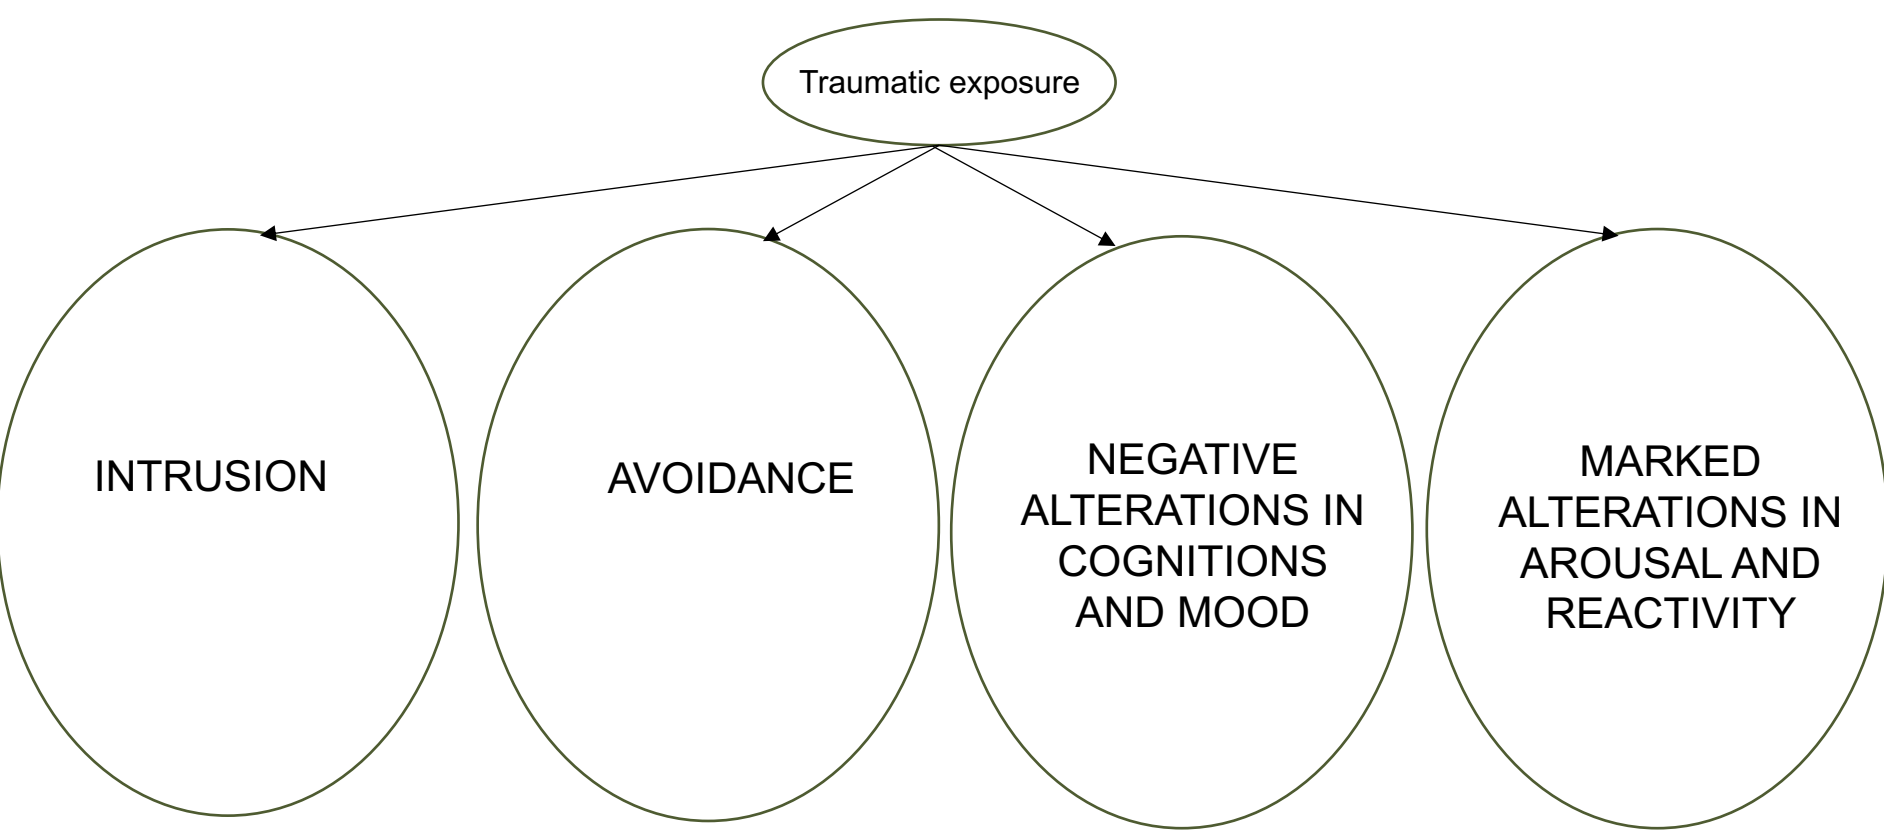 Traumatic exposure
INTRUSION
AVOIDANCE
NEGATIVE
ALTERATIONS IN
COGNITIONS
AND MOOD
MARKED
ALTERATIONS IN
AROUSAL AND
REACTIVITY